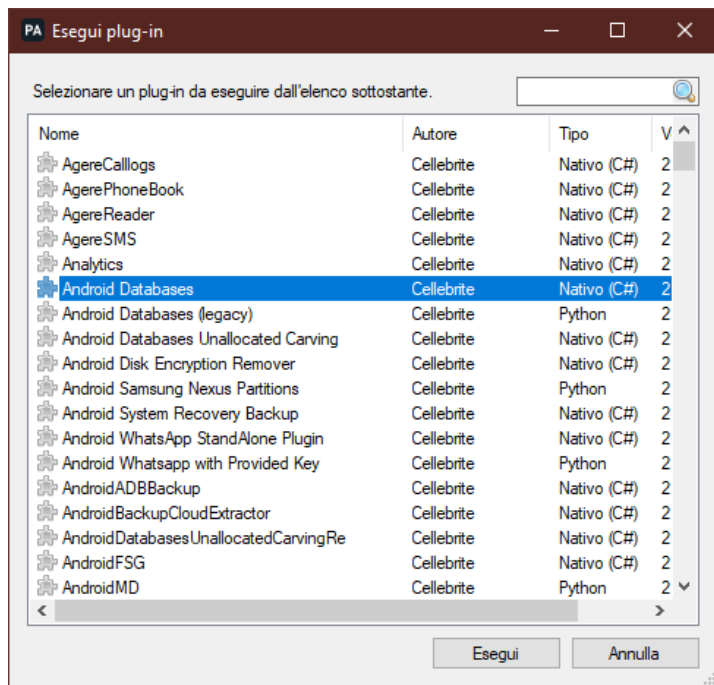 PA Esegui plug-in
Selezionare un plug-in da eseguire dall'elenco sottostante.
Nome Autore Tipo V
AgereCalllogs Cellebrite Nativo (C#) 2
AgerePhoneBook Cellebrite Nativo (C#) 2
AgereReader Cellebrite Nativo (C#) 2
AgereSMS Cellebrite Nativo (C#) 2
Analytics Cellebrite Nativo (C#) 2
Android Databases Cellebrite Nativo (C#) 2
Android Databases (legacy) Cellebrite Python 2
Android Databases Unallocated Carving Cellebrite Nativo (C#) 2
Android Disk Encryption Remover Cellebrite Nativo (C#) 2
Android Samsung Nexus Partitions Cellebrite Python 2
Android System Recovery Backup Cellebrite Nativo (C#) 2
Android WhatsApp StandAlone Plugin Cellebrite Nativo (C#) 2
Android Whatsapp with Provided Key Cellebrite Python 2
AndroidADBBackup Cellebrite Nativo (C#) 2
AndroidBackupCloudExtractor Cellebrite Nativo (C#) 2
AndroidDatabasesUnallocatedCarvingRe Cellebrite Nativo (C#) 2
AndroidFSG Cellebrite Nativo (C#) 2
AndroidMD Cellebrite Python 2
Esegui Annulla